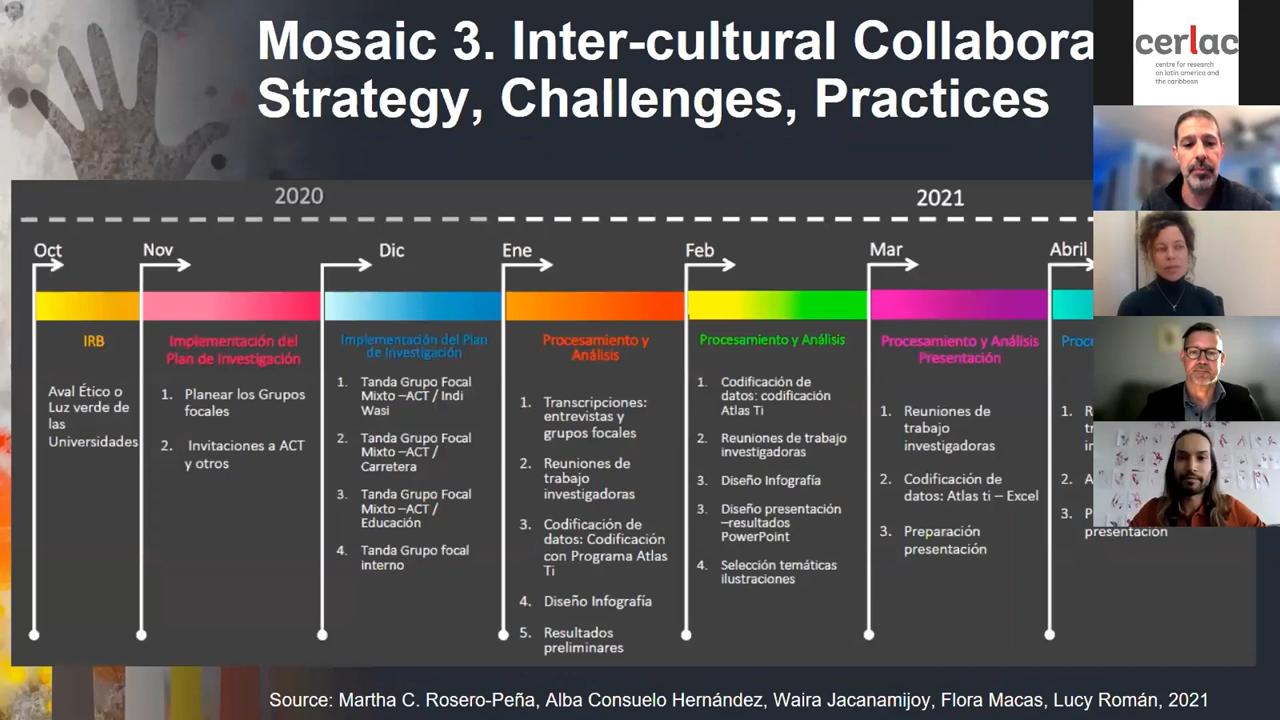 Mosaic 3. Inter-cultural Collabora
Strategy, Challenges, Practices
cerlac
centre for research
on latin america and
the caribbean
2020
2021
Oct
Nov
Dic
Ene
Feb
Mar
Abril
IRB
Aval Ético o
Luz verde de
las
Universidades
Implementación del
Plan de Investigación
1. Planear los Grupos
focales
2. Invitaciones a ACT
y otros
Implementación del Plan
de Investigación
1. Tanda Grupo Focal
Mixto –ACT / Indi
Wasi
2. Tanda Grupo Focal
Mixto –ACT /
Carretera
3. Tanda Grupo Focal
Mixto –ACT /
Educación
4. Tanda Grupo focal
interno
Procesamiento y
Análisis
1. Transcripciones:
entrevistas y
grupos focales
2. Reuniones de
trabajo
investigadoras
3. Codificación de
datos: Codificación
con Programa Atlas
Ti
4. Diseño Infografía
5. Resultados
preliminares
Procesamiento y Análisis
1. Codificación de
datos: codificación
Atlas Ti
2. Reuniones de trabajo
investigadoras
3. Diseño Infografía
3. Diseño presentación
–resultados
PowerPoint
4. Selección temáticas
ilustraciones
Procesamiento y Análisis
Presentación
1. Reuniones de
trabajo
investigadoras
2. Codificación de
datos: Atlas ti – Excel
3. Preparación
presentación
Proce
1. R
t
in
2. A
3. P
presentación
Source: Martha C. Rosero-Peña, Alba Consuelo Hernández, Waira Jacanamijoy, Flora Macas, Lucy Román, 2021